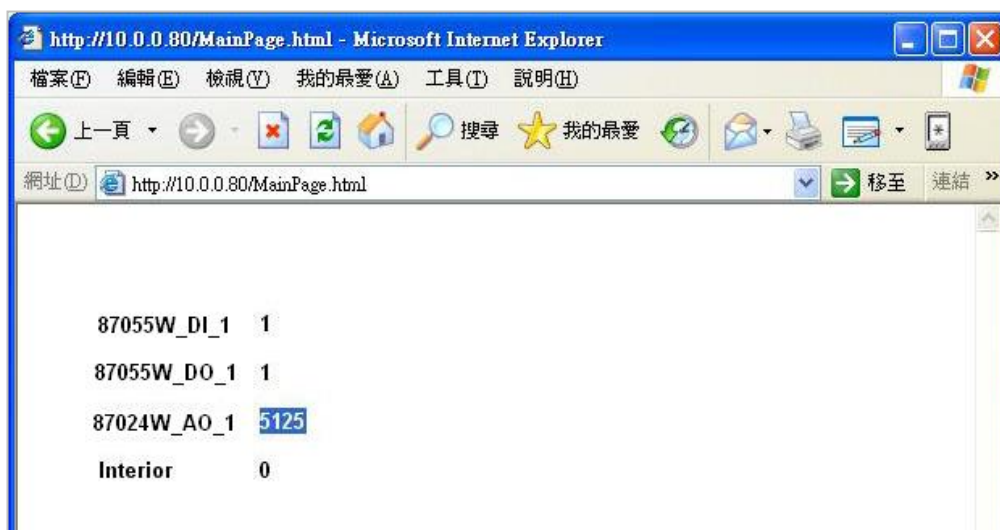 http://10.0.0.80/MainPage.html - Microsoft Internet Explorer
檔案(F) 編輯(E) 檢視(V) 我的最愛(A) 工具(T) 說明(H)
上一頁 搜尋 我的最愛
網址(D) http://10.0.0.80/MainPage.html 移至 連結 »
87055W_DI_1 1
87055W_DO_1 1
87024W_AO_1 5125
Interior 0